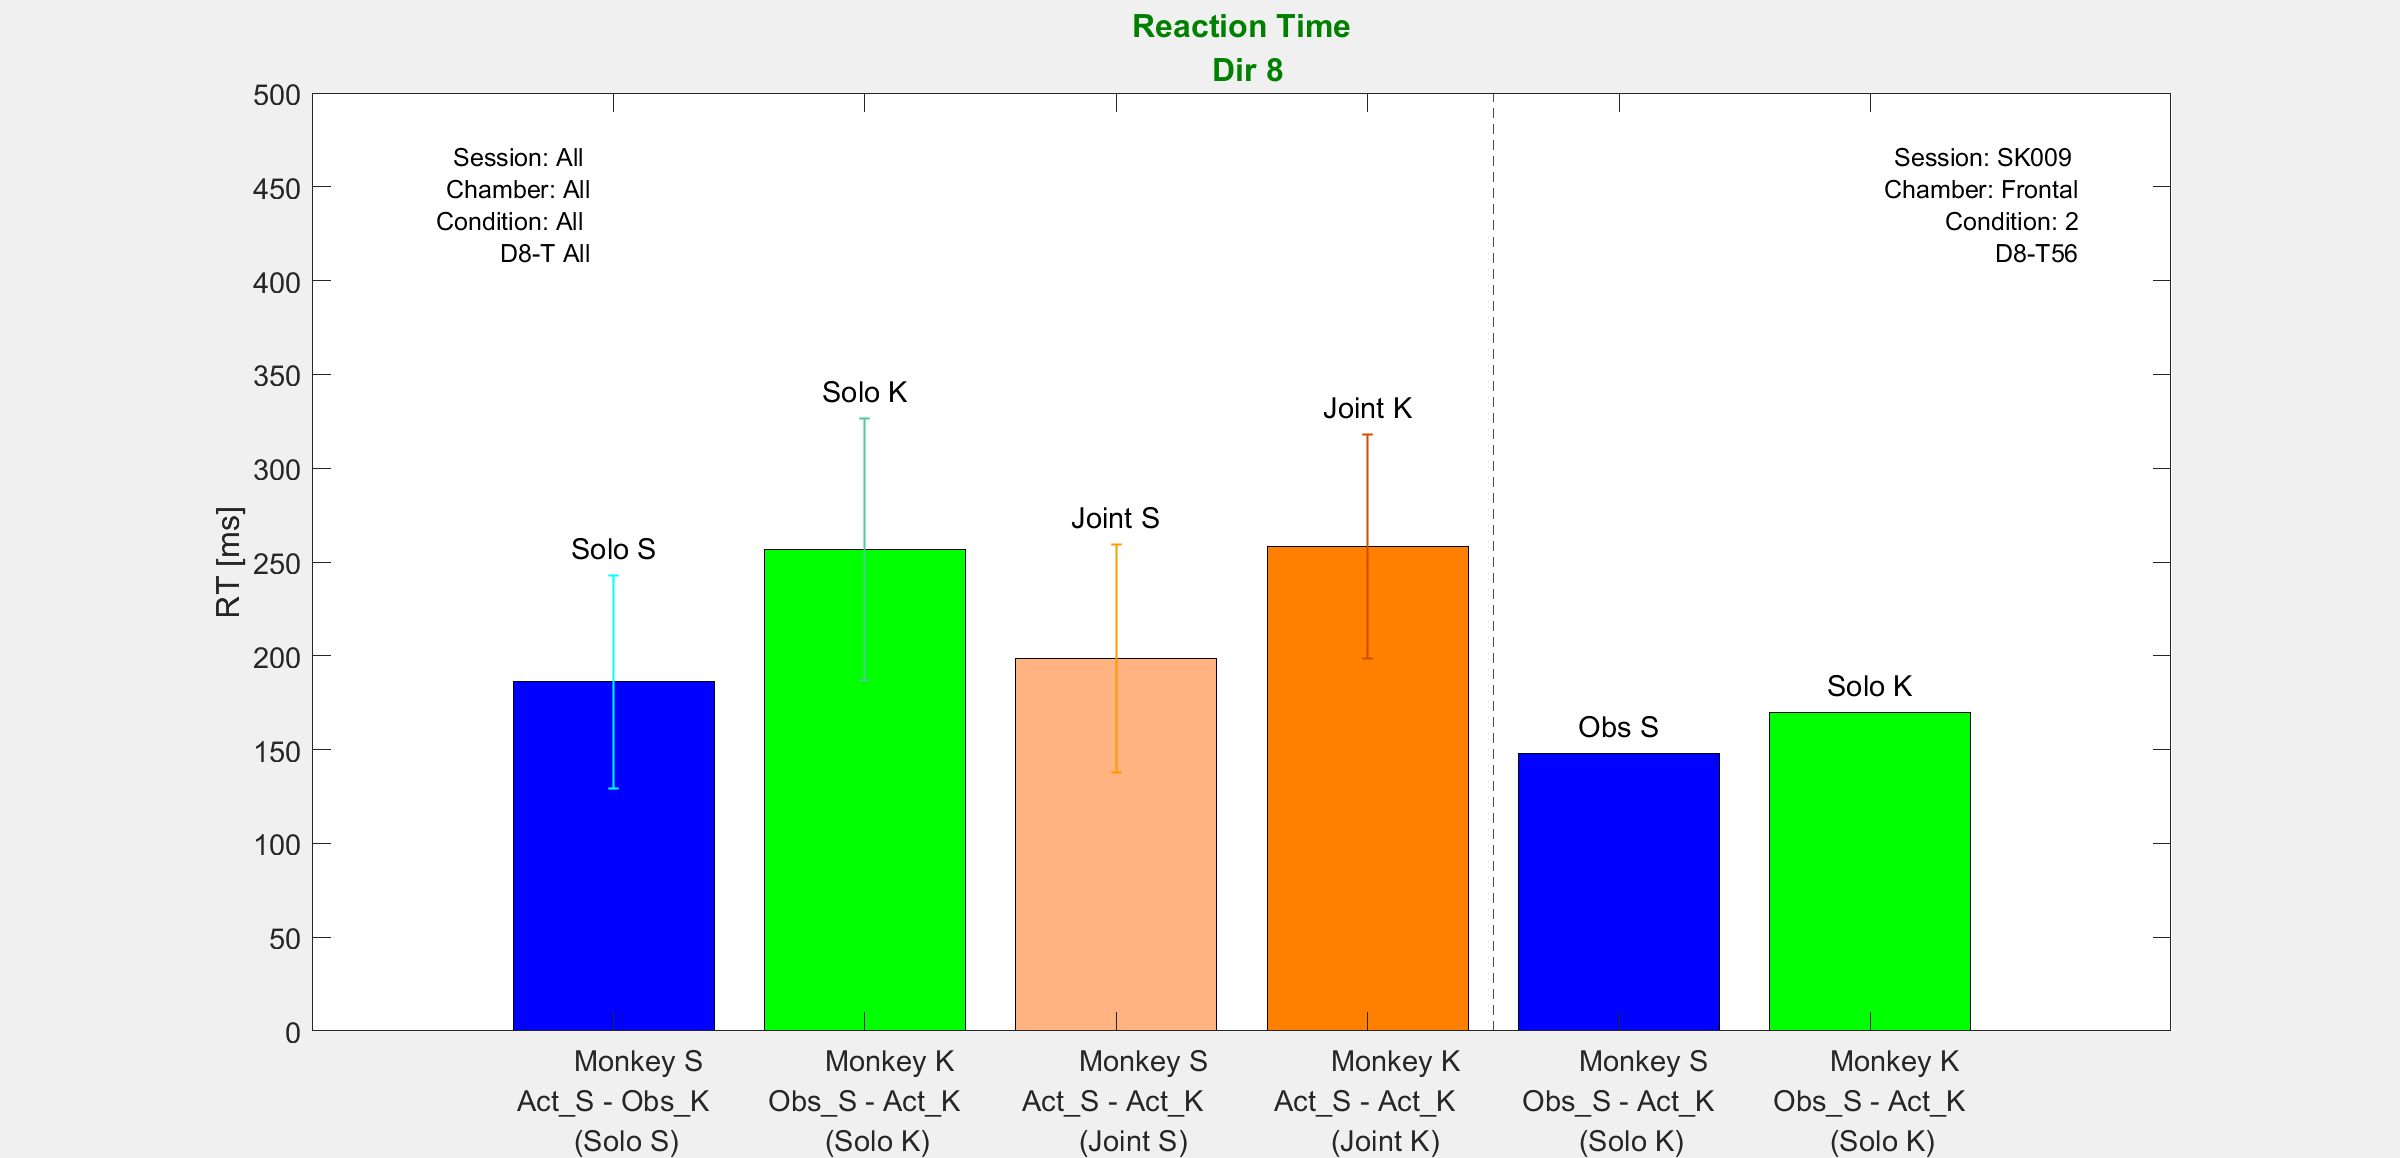 Reaction Time
Dir 8
500
450
400
350
300
250
200
150
100
50
0
RT [ms]
Session: All
Chamber: All
Condition: All
D8-T All
Session: SK009
Chamber: Frontal
Condition: 2
D8-T56
Solo S
Solo K
Joint S
Joint K
Obs S
Solo K
Monkey S
Act_S - Obs_K
(Solo S)
Monkey K
Obs_S - Act_K
(Solo K)
Monkey S
Act_S - Act_K
(Joint S)
Monkey K
Act_S - Act_K
(Joint K)
Monkey S
Obs_S - Act_K
(Solo K)
Monkey K
Obs_S - Act_K
(Solo K)